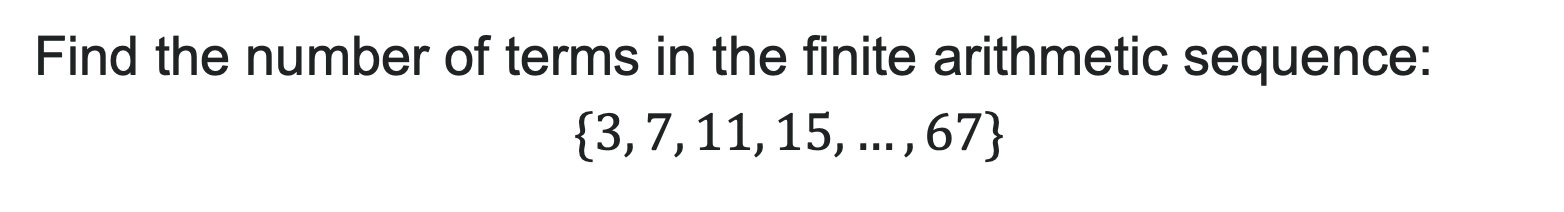 Find the number of terms in the finite arithmetic sequence:
{3, 7, 11, 15, … , 67}